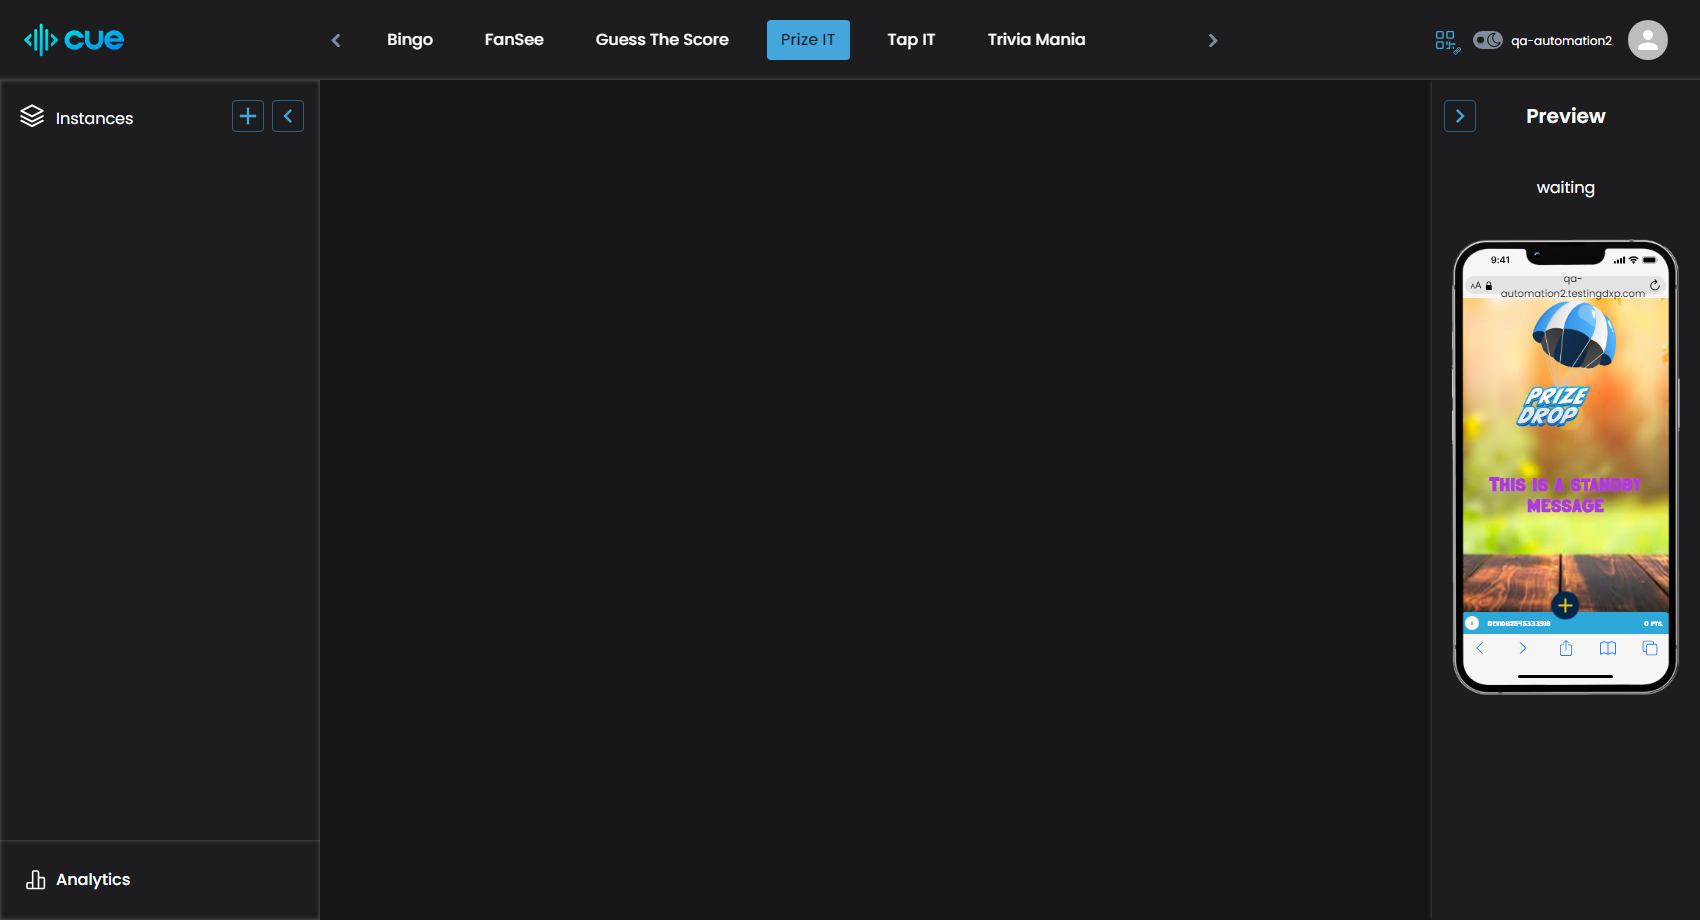 cue
Bingo
FanSee
Guess The Score
Prize IT
Tap IT
Trivia Mania
qa-automation2
Instances
Preview
waiting
9:41
AA
qa-
automation2.testingdxp.com
PRIZE
DROP
THIS IS A STANDBY
MESSAGE
0 PTS.
Analytics